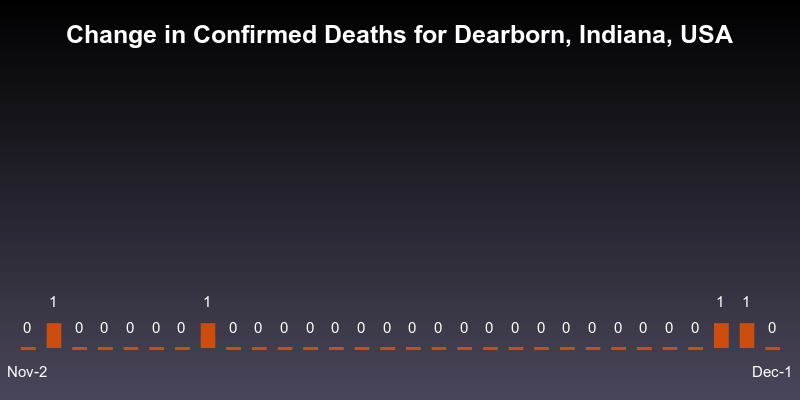 Change in Confirmed Deaths for Dearborn, Indiana, USA
1 1 1 1
0 0 0 0 0 0 0 0 0 0 0 0 0 0 0 0 0 0 0 0 0 0 0 0 0 0
Nov-2 Dec-1